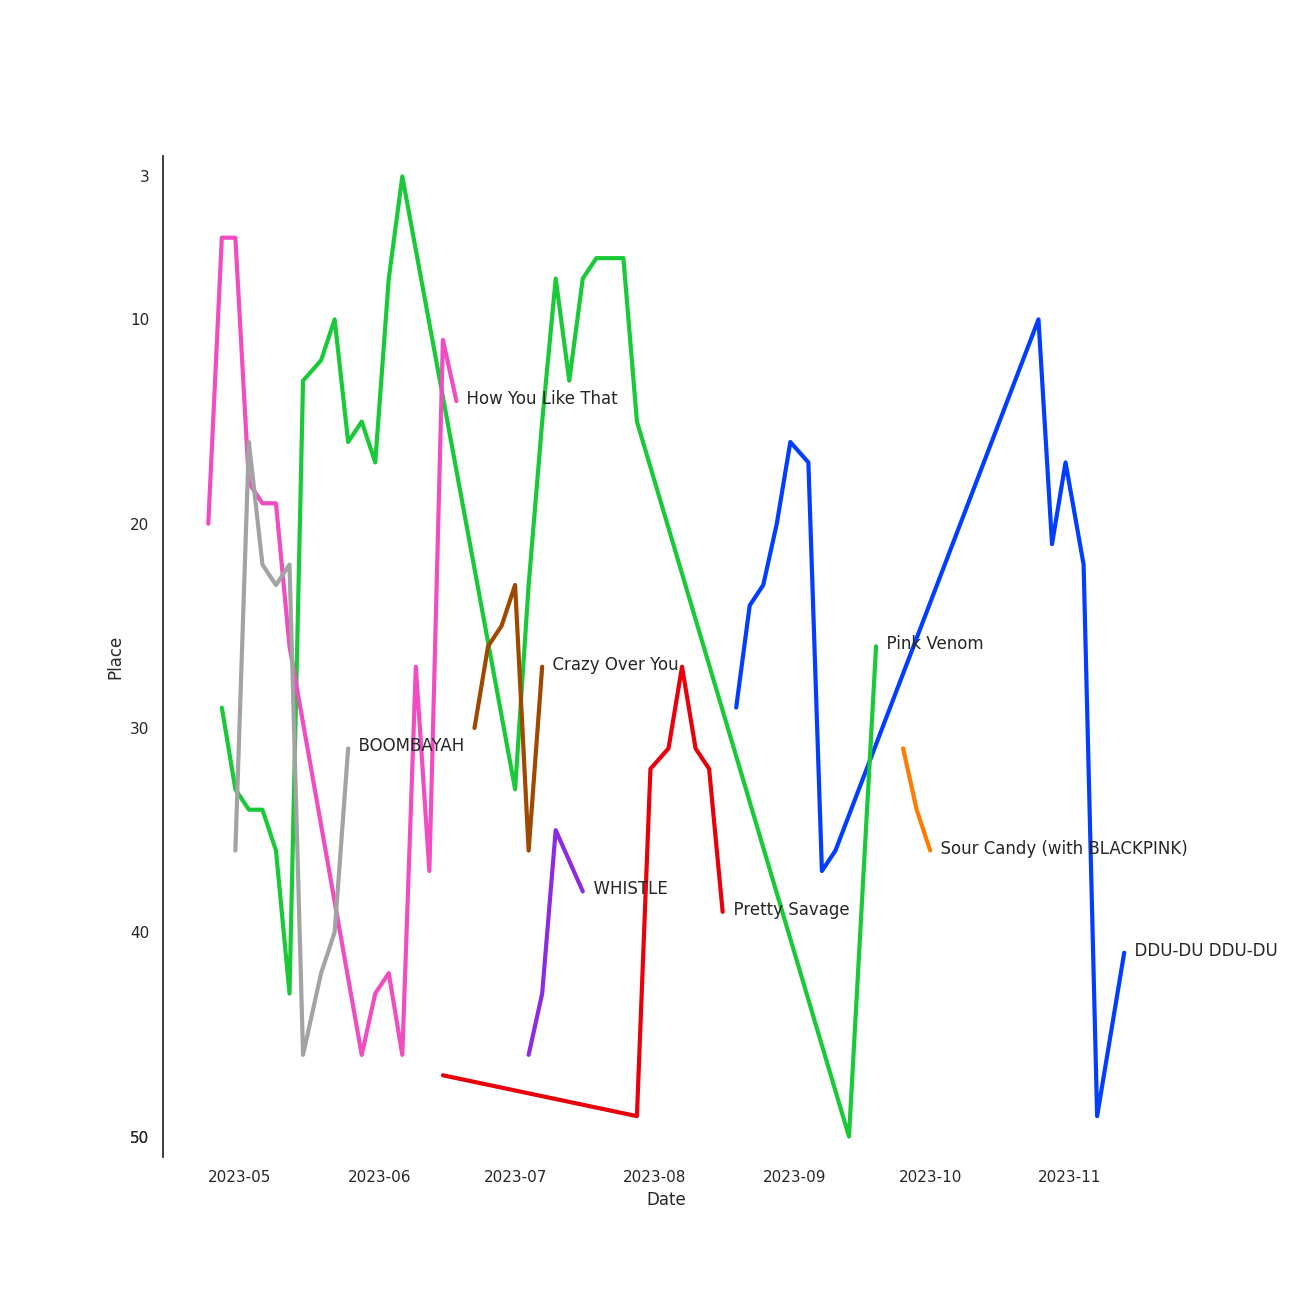 3
10
20
30
40
50
Place
How You Like That
Pink Venom
Crazy Over You
BOOMBAYAH
Sour Candy (with BLACKPINK)
WHISTLE
Pretty Savage
DDU-DU DDU-DU
2023-05 2023-06 2023-07 2023-08 2023-09 2023-10 2023-11
Date